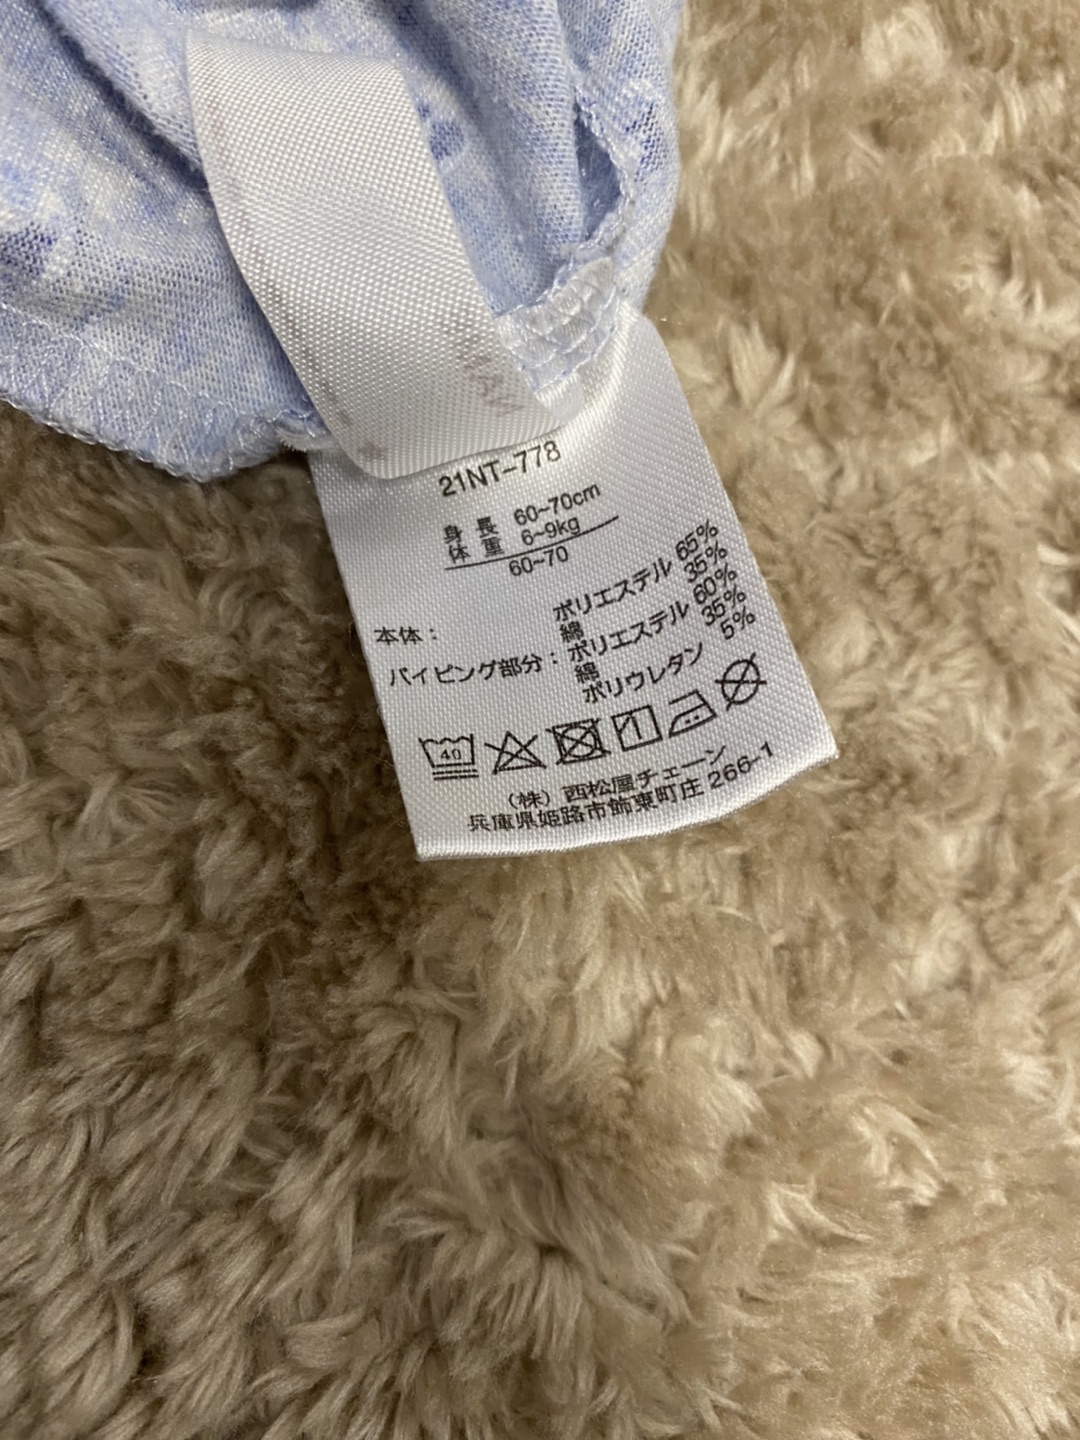 21NT-778
身長 60~70cm
体重 6~9kg
60~70
本体： ポリエステル 65%
綿 35%
パイピング部分： ポリエステル 60%
綿 35%
ポリウレタン 5%
40
（株）西松屋チェーン
兵庫県姫路市飾東町庄 266-1